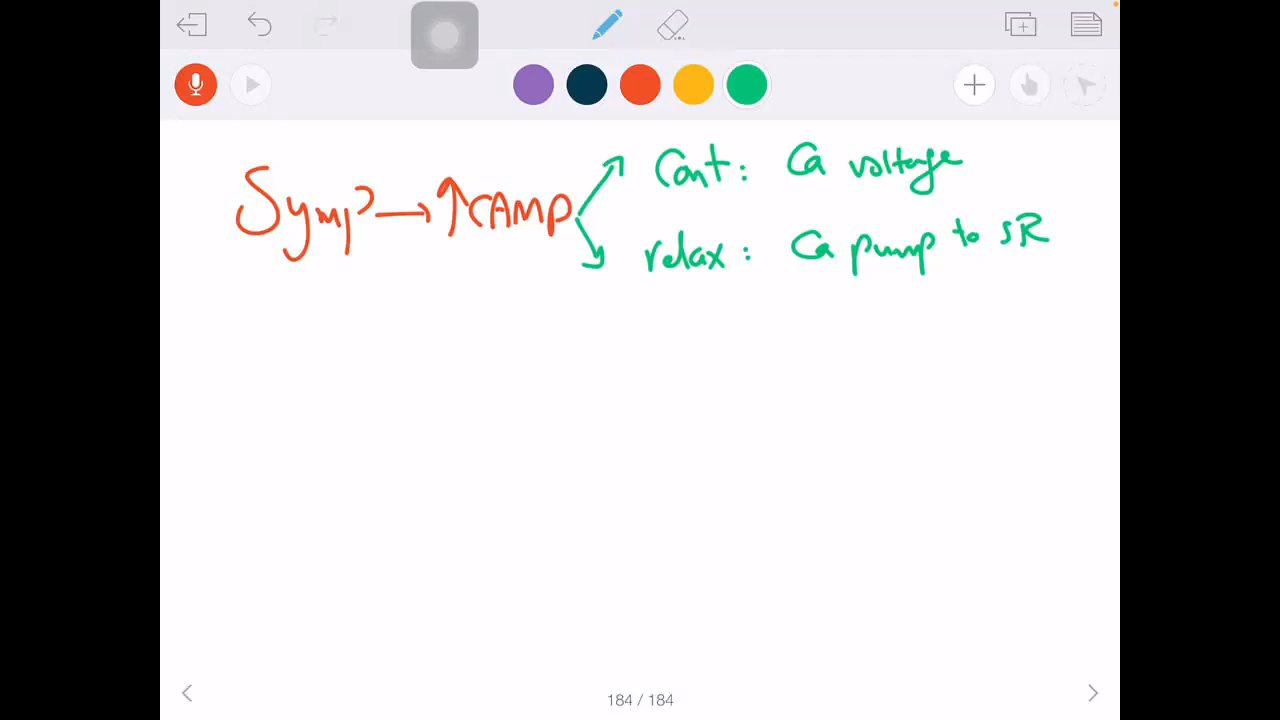 Cont: Ca voltage
Symp → ↑CAMP
relax: Ca pump to SR
184 / 184